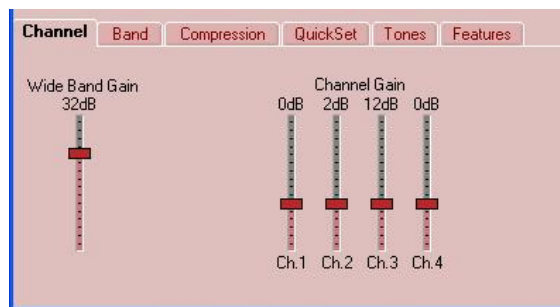 Channel Band Compression QuickSet Tones Features
Wide Band Gain
32dB
Channel Gain
0dB 2dB 12dB 0dB
Ch.1 Ch.2 Ch.3 Ch.4